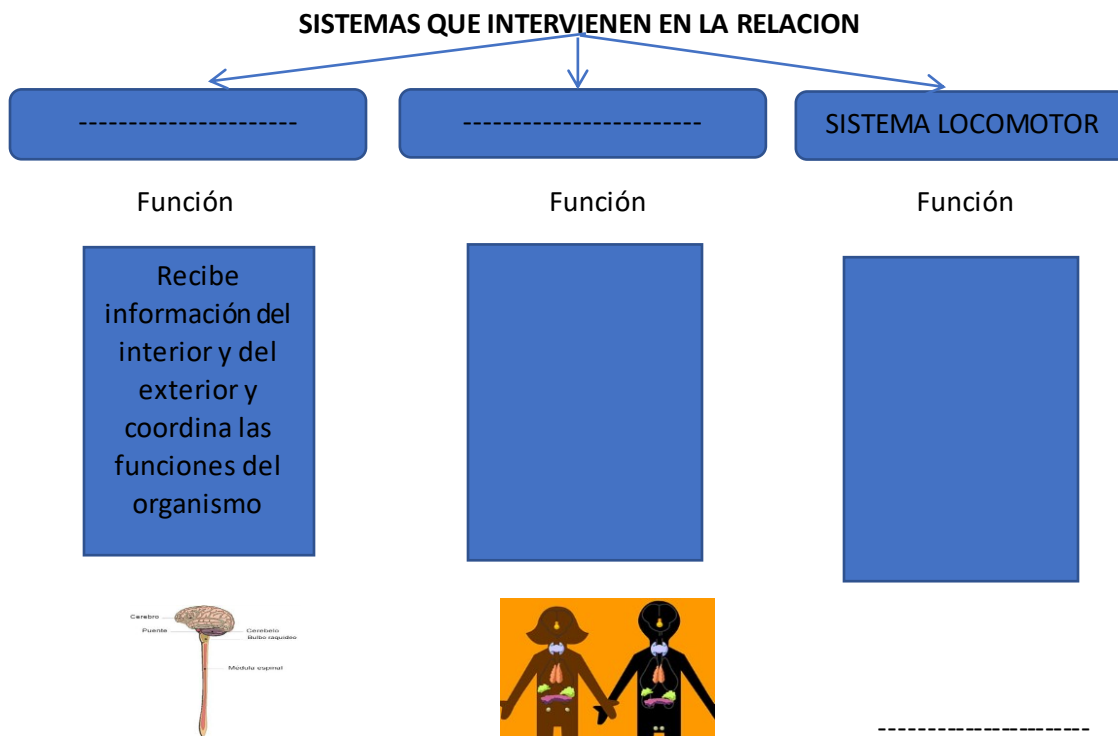 SISTEMAS QUE INTERVIENEN EN LA RELACION
----------------------
------------------------
SISTEMA LOCOMOTOR
Función
Función
Función
Recibe
información del
interior y del
exterior y
coordina las
funciones del
organismo
Cerebro
Puente
Cerebelo
Bulbo raquideo
Medula espinal
---------------------